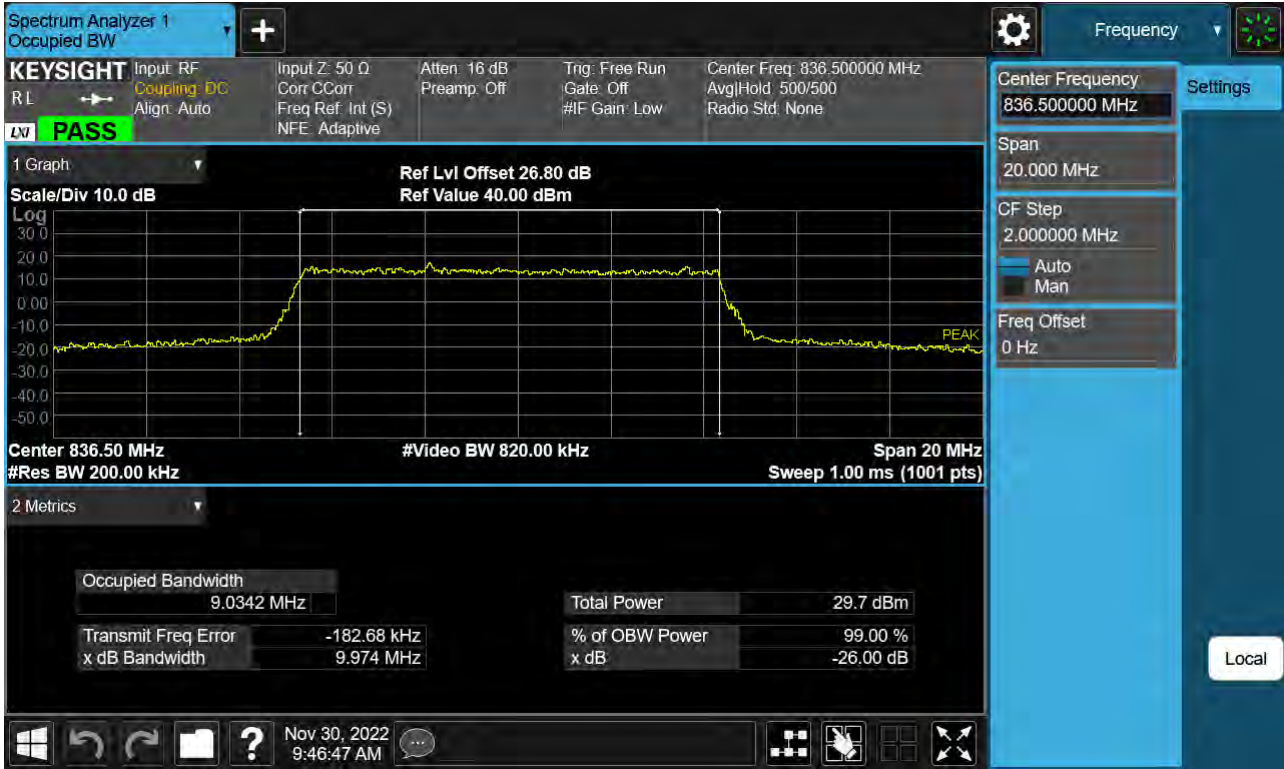 Spectrum Analyzer 1
Occupied BW
Frequency
KEYSIGHT
RL
LXI
PASS
Input: RF
Coupling: DC
Align: Auto
Input Z: 50 Ω
Corr CCorr
Freq Ref: Int (S)
NFE: Adaptive
Atten: 16 dB
Preamp: Off
Trig: Free Run
Gate: Off
#IF Gain: Low
Center Freq: 836.500000 MHz
Avg|Hold: 500/500
Radio Std: None
1 Graph
Scale/Div 10.0 dB
Ref Lvl Offset 26.80 dB
Ref Value 40.00 dBm
Log
30.0
20.0
10.0
0.00
-10.0
-20.0
-30.0
-40.0
-50.0
PEAK
Center 836.50 MHz
#Video BW 820.00 kHz
Span 20 MHz
#Res BW 200.00 kHz
Sweep 1.00 ms (1001 pts)
2 Metrics
Occupied Bandwidth
9.0342 MHz
Total Power 29.7 dBm
Transmit Freq Error -182.68 kHz
% of OBW Power 99.00 %
x dB Bandwidth 9.974 MHz
x dB -26.00 dB
Center Frequency
836.500000 MHz
Settings
Span
20.000 MHz
CF Step
2.000000 MHz
Auto
Man
Freq Offset
0 Hz
Local
?
Nov 30, 2022
9:46:47 AM